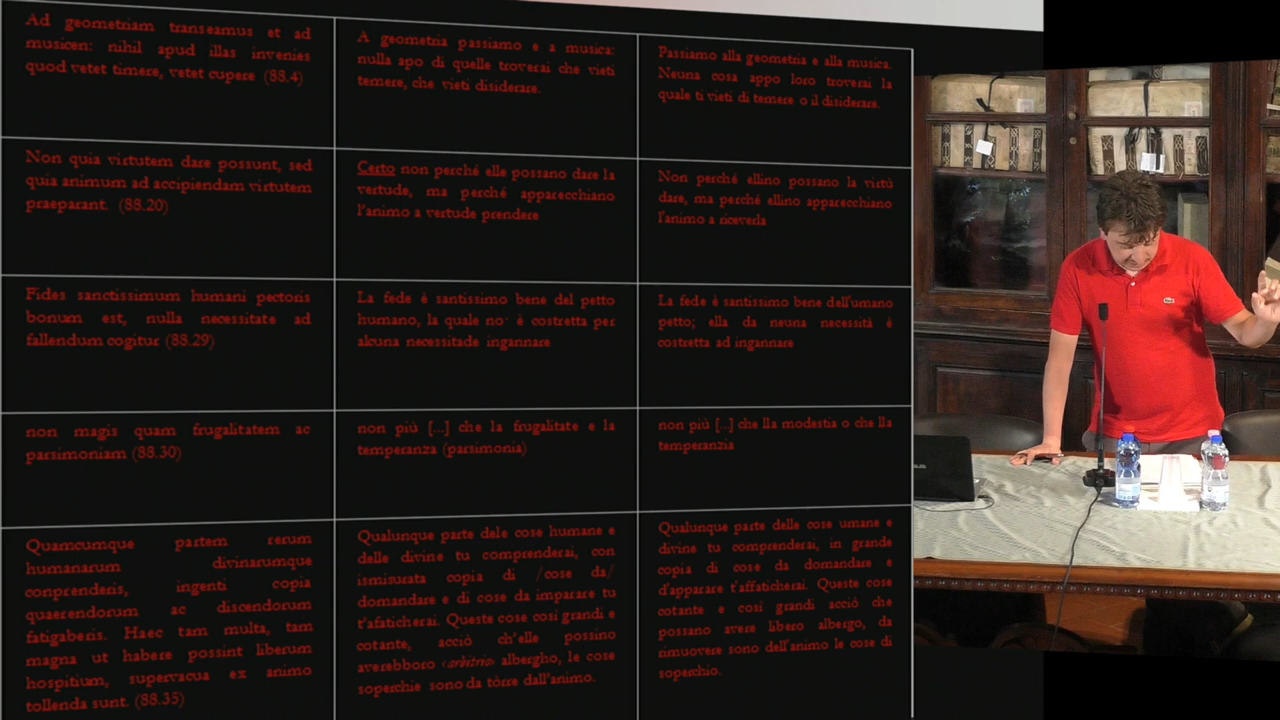 Ad geometriam transeamus et ad
musicen: nihil apud illas invenies
quod vetet timere, vetet cupere (88.4)
A geometria passiamo e a musica:
nulla apo di quelle troverai che vieti
temere, che vieti disiderare.
Passiamo alla geometria e alla musica.
Neuna cosa appo loro troverai la
quale ti vieti di temere o il disiderare.
Non quia virtutem dare possunt, sed
quia animum ad accipiendam virtutem
praeparant. (88.20)
Certo non perché elle possano dare la
vertude, ma perché apparecchiano
l'animo a vertude prendere
Non perché ellino possano la virtù
dare, ma perché ellino apparecchiano
l'animo a riceverla
Fides sanctissimum humani pectoris
bonum est, nulla necessitate ad
fallendum cogitur (88.29)
La fede è santissimo bene del petto
humano, la quale no· è costretta per
alcuna necessitade ingannare
La fede è santissimo bene dell'umano
petto; ella da neuna necessità è
costretta ad ingannare
non magis quam frugalitatem ac
parsimoniam (88.30)
non più [...] che la frugalitate e la
temperanza (parsimonia)
non più [...] che lla modestia o che lla
temperanzia
Quamcumque partem rerum
humanarum divinarumque
conprenderis, ingenti copia
quaerendorum ac discendorum
fatigaberis. Haec tam multa, tam
magna ut habere possint liberum
hospitium, supervacua ex animo
tollenda sunt. (88.35)
Qualunque parte dele cose humane e
delle divine tu comprenderai, con
ismisurata copia di /cose da/
domandare e di cose da imparare tu
t'afaticherai. Queste cose così grandi e
cotante, acciò ch'elle possino
averebboro ‹arbitrio› albergho, le cose
soperchie sono da tòrre dall'animo.
Qualunque parte delle cose umane e
divine tu comprenderai, in grande
copia di cose da domandare e
d'apparare t'affaticherai. Queste cose
cotante e così grandi acciò che
possano avere libero albergo, da
rimuovere sono dell'animo le cose di
soperchio.